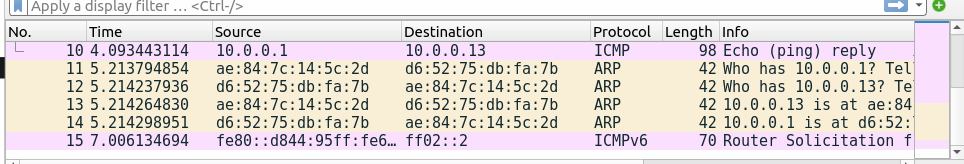 Apply a display filter ... <Ctrl-/>
No. Time Source Destination Protocol Length Info
10 4.093443114 10.0.0.1 10.0.0.13 ICMP 98 Echo (ping) reply
11 5.213794854 ae:84:7c:14:5c:2d d6:52:75:db:fa:7b ARP 42 Who has 10.0.0.1? Tel
12 5.214237936 d6:52:75:db:fa:7b ae:84:7c:14:5c:2d ARP 42 Who has 10.0.0.13? Te
13 5.214264830 ae:84:7c:14:5c:2d d6:52:75:db:fa:7b ARP 42 10.0.0.13 is at ae:84
14 5.214298951 d6:52:75:db:fa:7b ae:84:7c:14:5c:2d ARP 42 10.0.0.1 is at d6:52:
15 7.006134694 fe80::d844:95ff:fe6... ff02::2 ICMPv6 70 Router Solicitation f